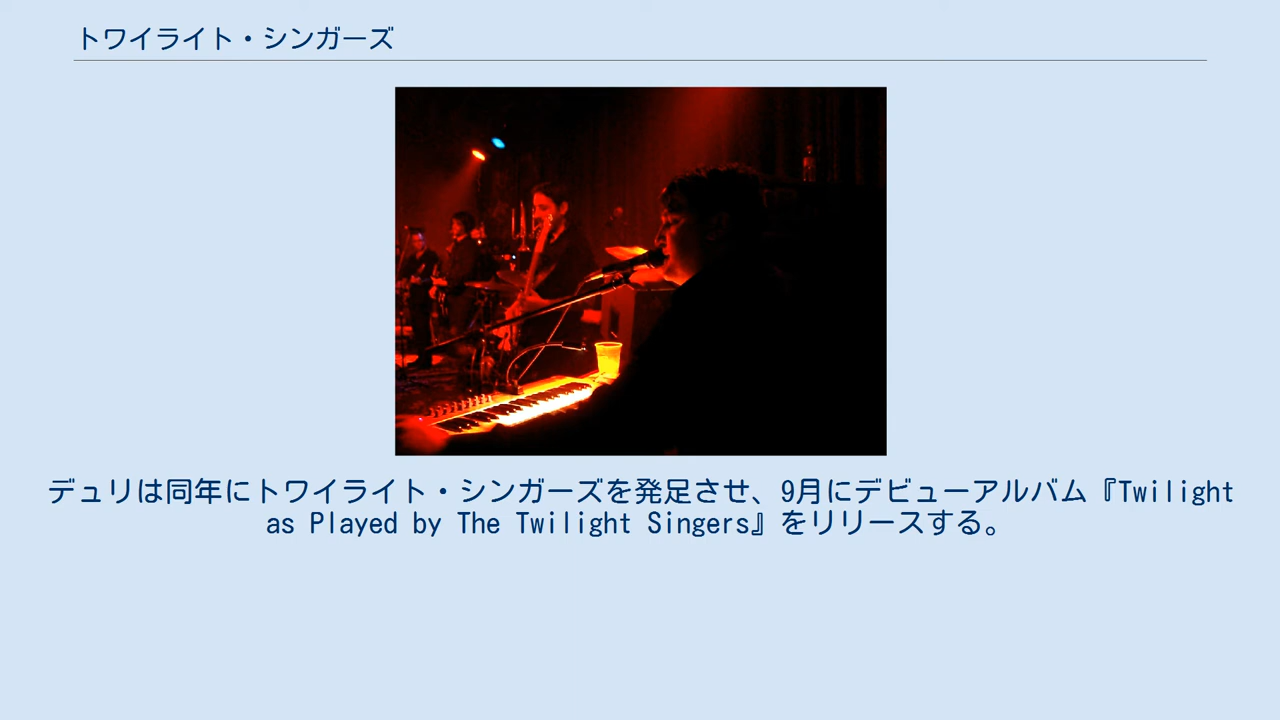 トワイライト・シンガーズ
デュリは同年にトワイライト・シンガーズを発足させ、9月にデビューアルバム『Twilight
as Played by The Twilight Singers』をリリースする。